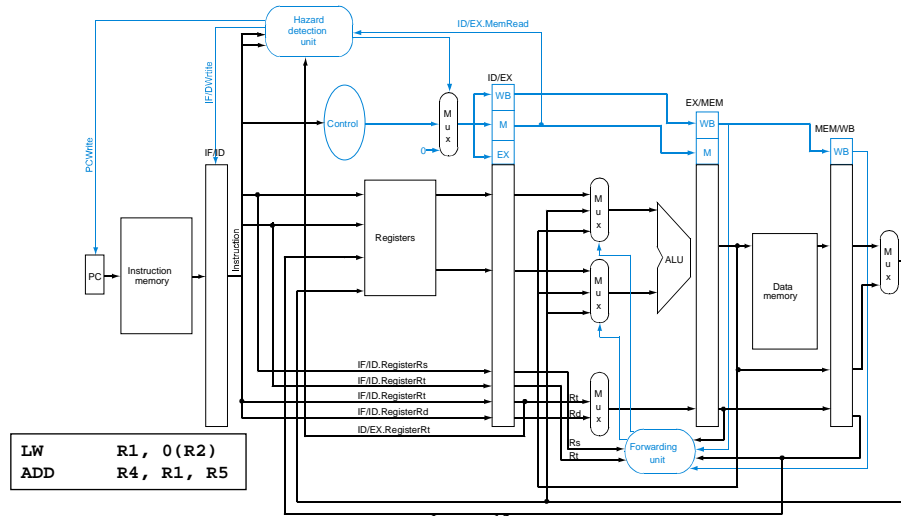 Hazard
detection
unit
ID/EX.MemRead
IF/DWrtife
PCWrite
ID/EX
WB
M
EX
Control
M
u
x
0
EX/MEM
WB
M
MEM/WB
WB
IF/ID
PC
Instruction
memory
Instruction
Registers
M
u
x
M
u
x
ALU
Data
memory
M
u
x
IF/ID.RegisterRs
IF/ID.RegisterRt
IF/ID.RegisterRt
IF/ID.RegisterRd
ID/EX.RegisterRt
Rt
Rd
M
u
x
Rs
Rt
Forwarding
unit
LW R1, 0(R2)
ADD R4, R1, R5